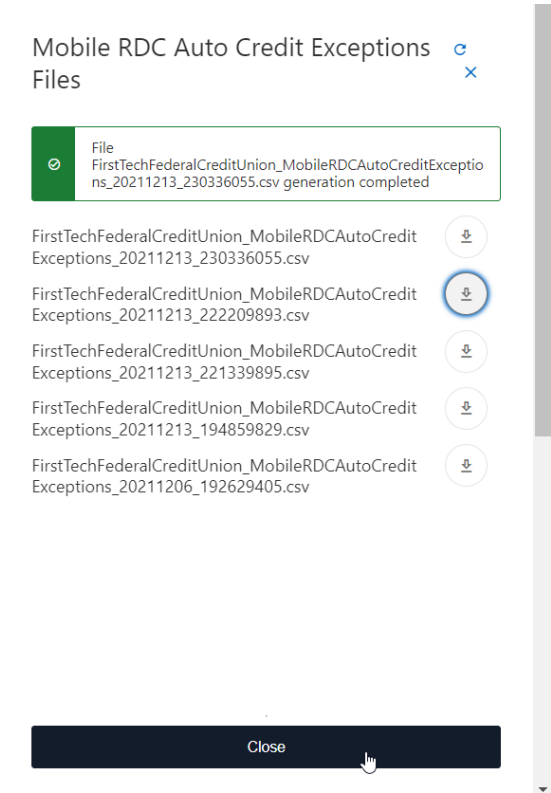 Mobile RDC Auto Credit Exceptions
Files
File
FirstTechFederalCreditUnion_MobileRDCAutoCreditExceptio
ns_20211213_230336055.csv generation completed
FirstTechFederalCreditUnion_MobileRDCAutoCredit
Exceptions_20211213_230336055.csv
FirstTechFederalCreditUnion_MobileRDCAutoCredit
Exceptions_20211213_222209893.csv
FirstTechFederalCreditUnion_MobileRDCAutoCredit
Exceptions_20211213_221339895.csv
FirstTechFederalCreditUnion_MobileRDCAutoCredit
Exceptions_20211213_194859829.csv
FirstTechFederalCreditUnion_MobileRDCAutoCredit
Exceptions_20211206_192629405.csv
Close